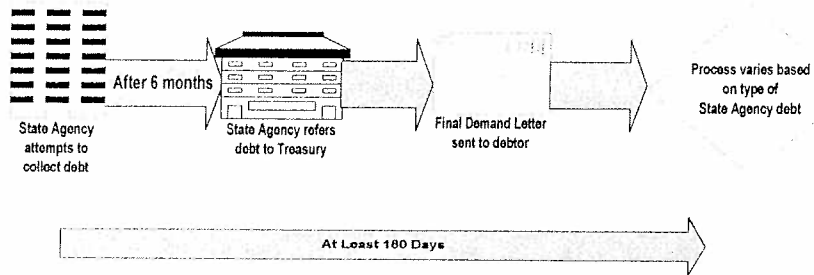 After 6 months
State Agency
attempts to
collect debt
State Agency refers
debt to Treasury
Final Demand Letter
sent to debtor
Process varies based
on type of
State Agency debt
At Least 180 Days